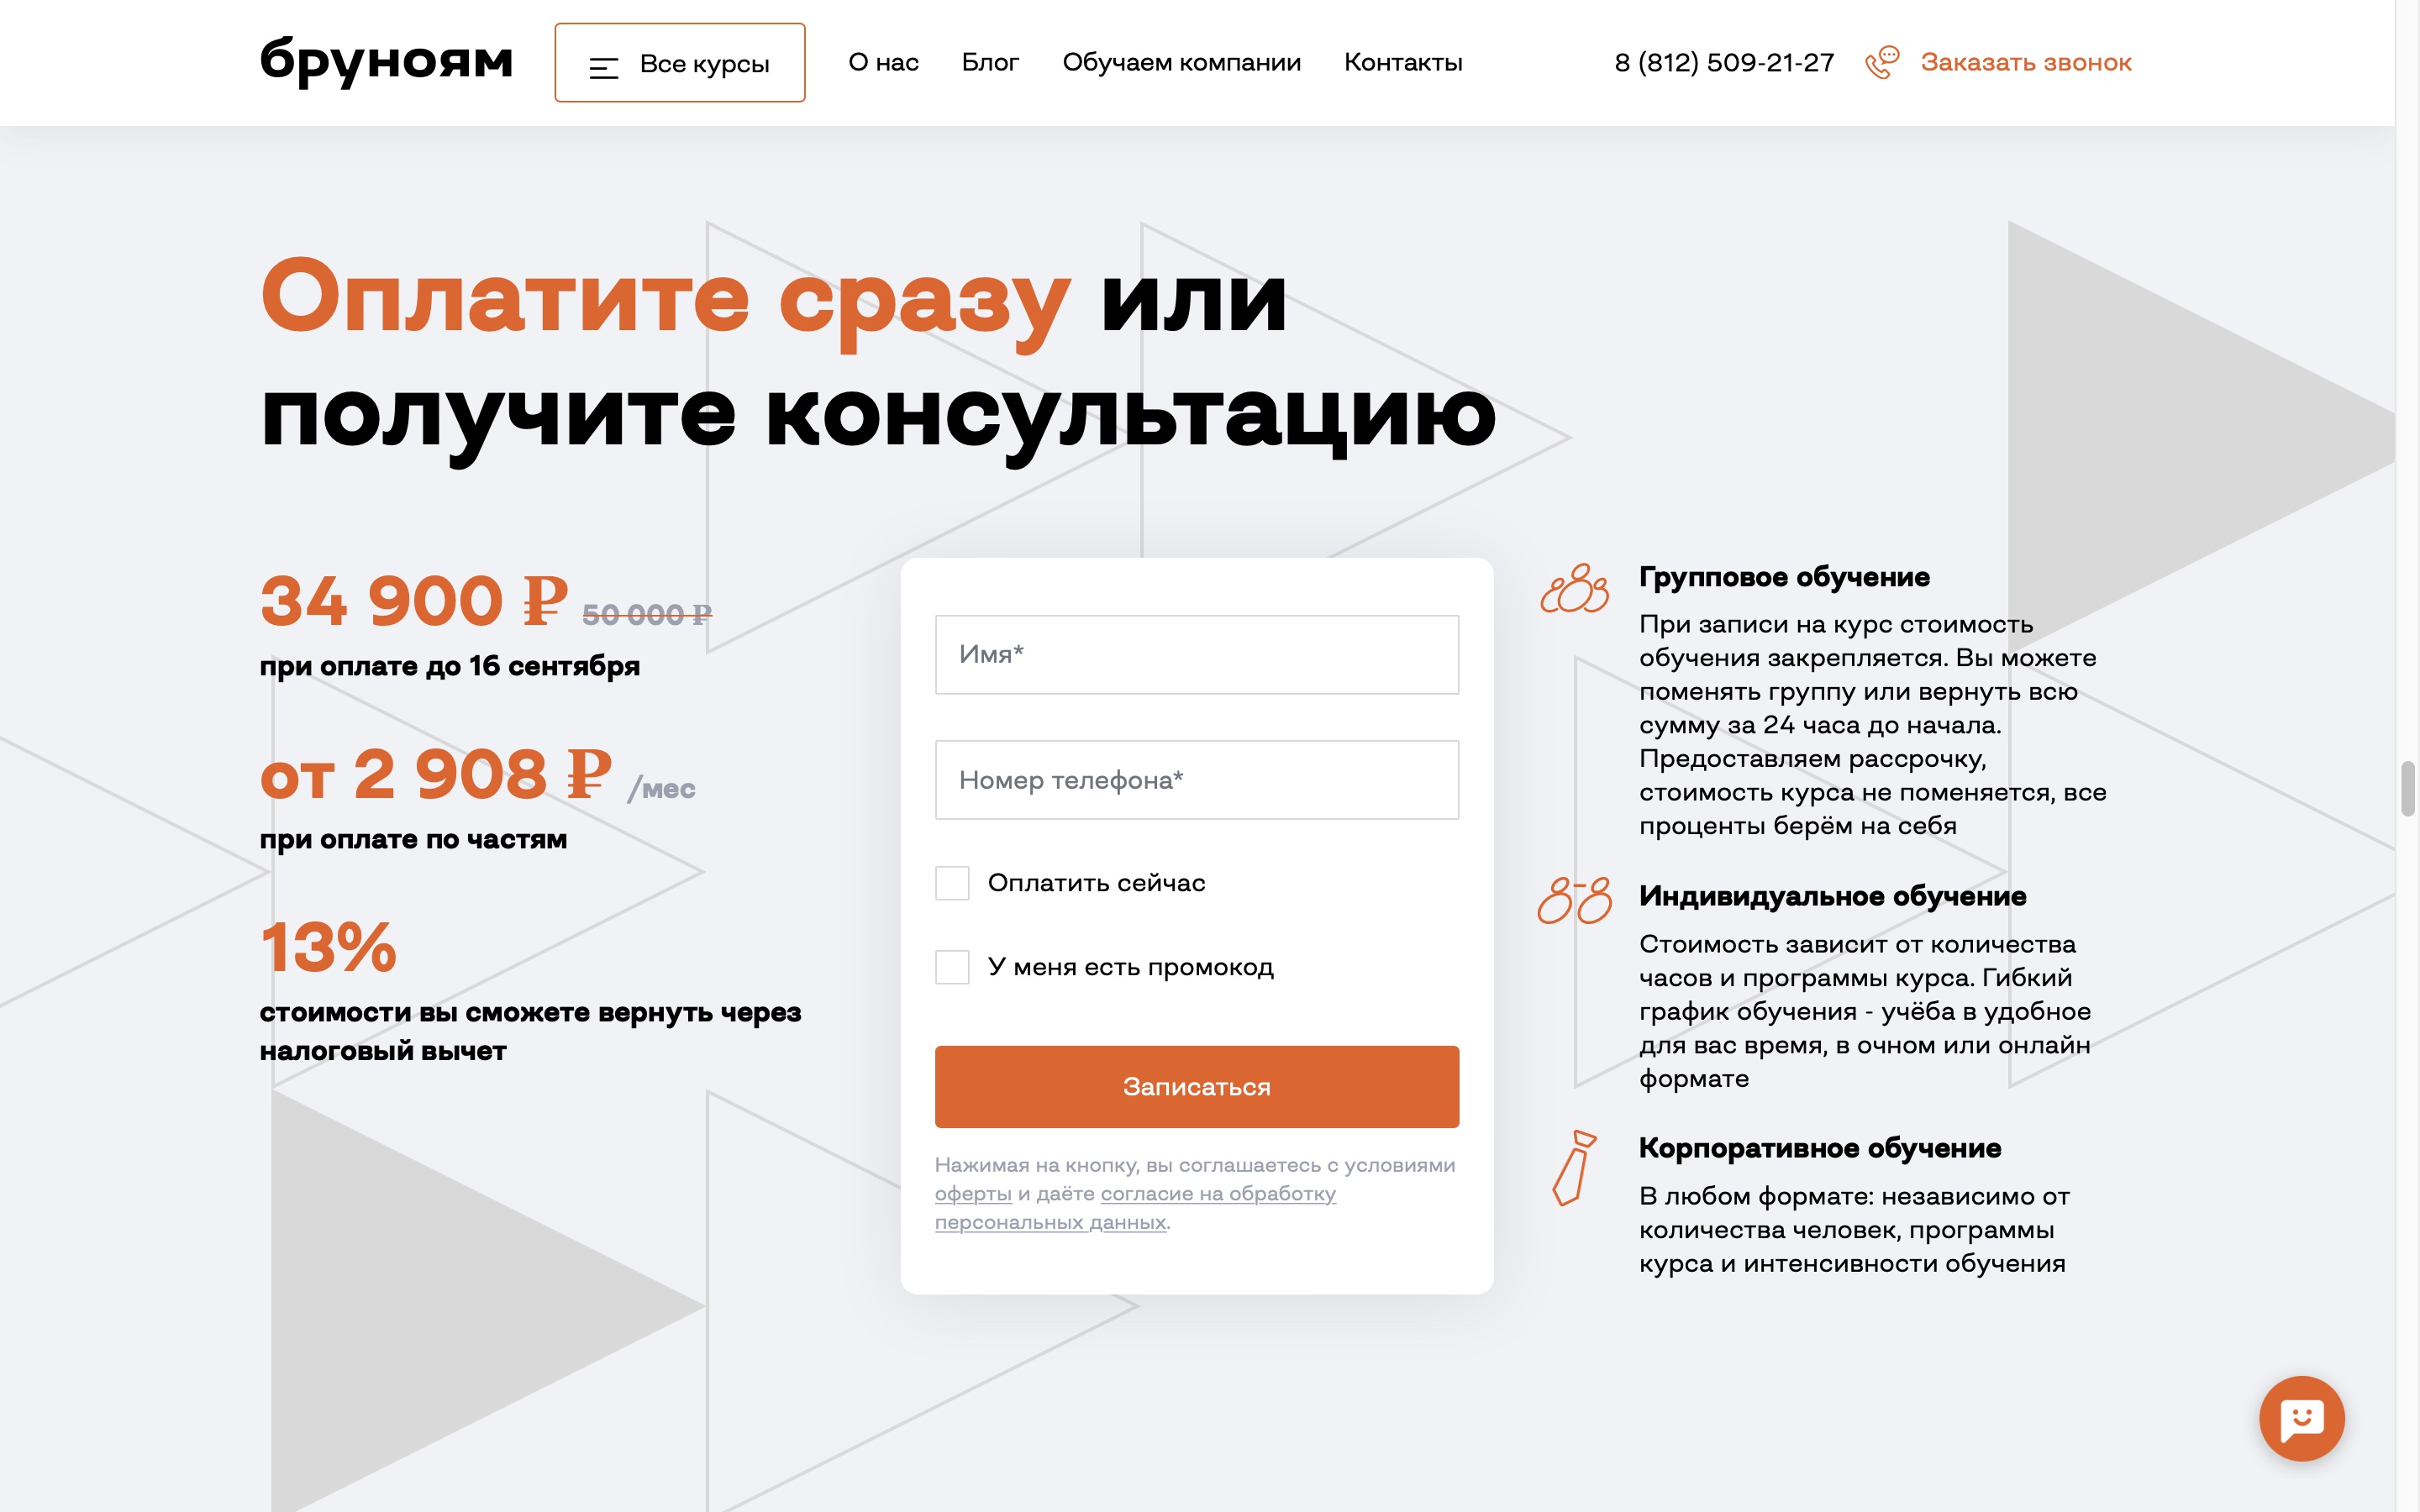 бруноям
Все курсы
О нас
Блог
Обучаем компании
Контакты
8 (812) 509-21-27
Заказать звонок
Оплатите сразу или
получите консультацию
34 900 ₽ 50 000 ₽
при оплате до 16 сентября
от 2 908 ₽ /мес
при оплате по частям
13%
стоимости вы сможете вернуть через
налоговый вычет
Имя*
Номер телефона*
Оплатить сейчас
У меня есть промокод
Записаться
Нажимая на кнопку, вы соглашаетесь с условиями
оферты и даёте согласие на обработку
персональных данных.
Групповое обучение
При записи на курс стоимость
обучения закрепляется. Вы можете
поменять группу или вернуть всю
сумму за 24 часа до начала.
Предоставляем рассрочку,
стоимость курса не поменяется, все
проценты берём на себя
Индивидуальное обучение
Стоимость зависит от количества
часов и программы курса. Гибкий
график обучения - учёба в удобное
для вас время, в очном или онлайн
формате
Корпоративное обучение
В любом формате: независимо от
количества человек, программы
курса и интенсивности обучения